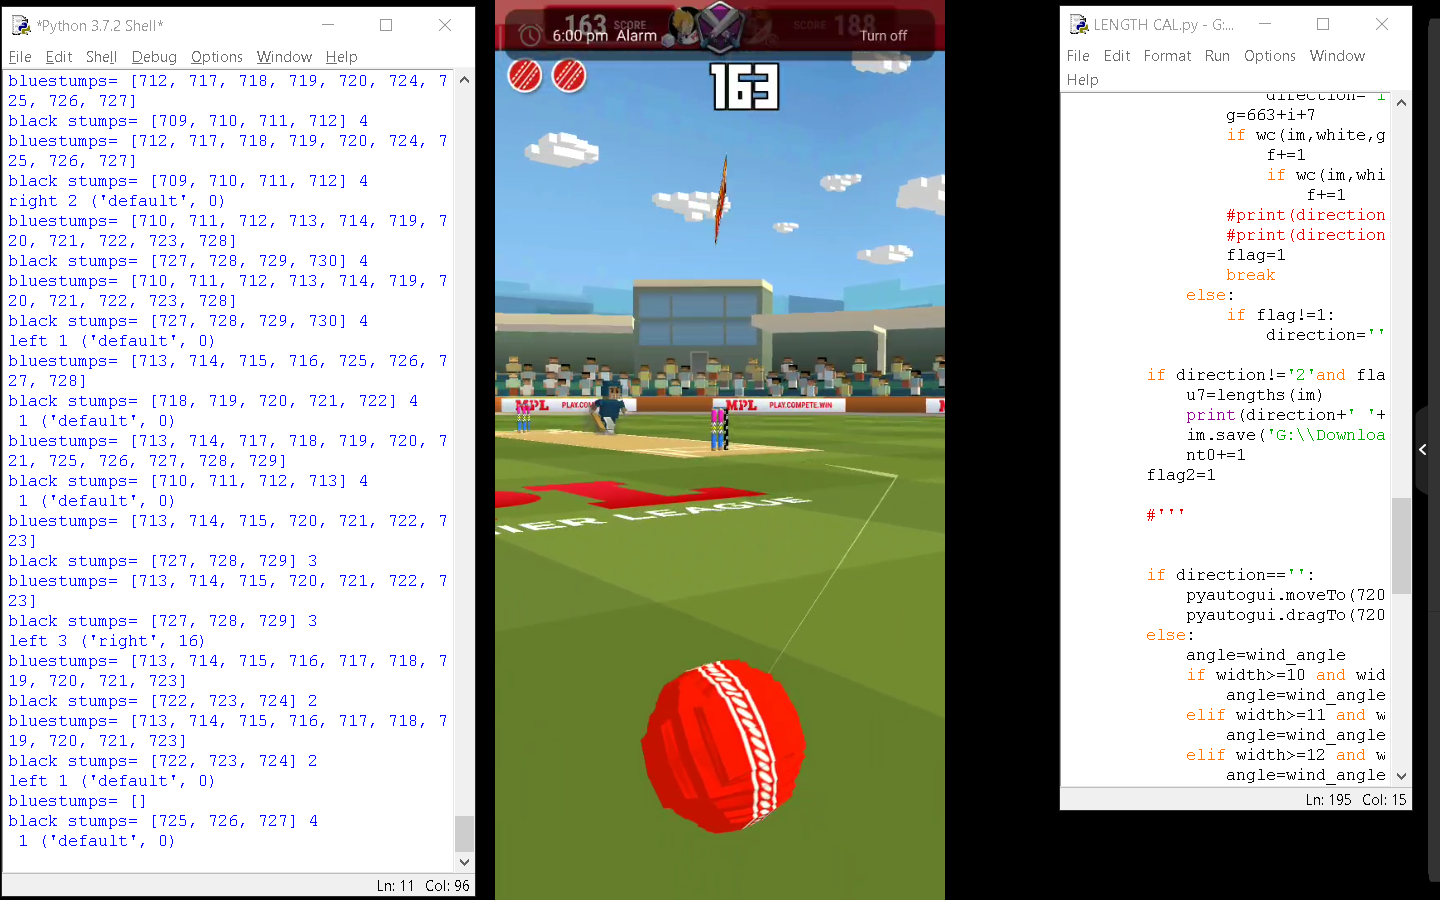 *Python 3.7.2 Shell*
File Edit Shell Debug Options Window Help
bluestumps= [712, 717, 718, 719, 720, 724, 7
25, 726, 727]
black stumps= [709, 710, 711, 712] 4
bluestumps= [712, 717, 718, 719, 720, 724, 7
25, 726, 727]
black stumps= [709, 710, 711, 712] 4
right 2 ('default', 0)
bluestumps= [710, 711, 712, 713, 714, 719, 7
20, 721, 722, 723, 728]
black stumps= [727, 728, 729, 730] 4
bluestumps= [710, 711, 712, 713, 714, 719, 7
20, 721, 722, 723, 728]
black stumps= [727, 728, 729, 730] 4
left 1 ('default', 0)
bluestumps= [713, 714, 715, 716, 725, 726, 7
27, 728]
black stumps= [718, 719, 720, 721, 722] 4
 1 ('default', 0)
bluestumps= [713, 714, 717, 718, 719, 720, 7
21, 725, 726, 727, 728, 729]
black stumps= [710, 711, 712, 713] 4
 1 ('default', 0)
bluestumps= [713, 714, 715, 720, 721, 722, 7
23]
black stumps= [727, 728, 729] 3
bluestumps= [713, 714, 715, 720, 721, 722, 7
23]
black stumps= [727, 728, 729] 3
left 3 ('right', 16)
bluestumps= [713, 714, 715, 716, 717, 718, 7
19, 720, 721, 723]
black stumps= [722, 723, 724] 2
bluestumps= [713, 714, 715, 716, 717, 718, 7
19, 720, 721, 723]
black stumps= [722, 723, 724] 2
left 1 ('default', 0)
bluestumps= []
black stumps= [725, 726, 727] 4
 1 ('default', 0)
Ln: 11 Col: 96
163 SCORE SCORE 188
6:00 pm Alarm Turn off
163
MPL PLAY.COMPETE MPL PLAY.COMPETE.WIN MPL
PL
IER LEAGUE
LENGTH CAL.py - G:...
File Edit Format Run Options Window
Help
direction='l
g=663+i+7
if wc(im,white,g
f+=1
if wc(im,whi
f+=1
#print(direction
#print(direction
flag=1
break
else:
if flag!=1:
direction=''
if direction!='2'and fla
u7=lengths(im)
print(direction+' '+
im.save('G:\\Downloa
nt0+=1
flag2=1
#'''
if direction=='':
pyautogui.moveTo(720
pyautogui.dragTo(720
else:
angle=wind_angle
if width>=10 and wid
angle=wind_angle
elif width>=11 and w
angle=wind_angle
elif width>=12 and w
angle=wind_angle
Ln: 195 Col: 15